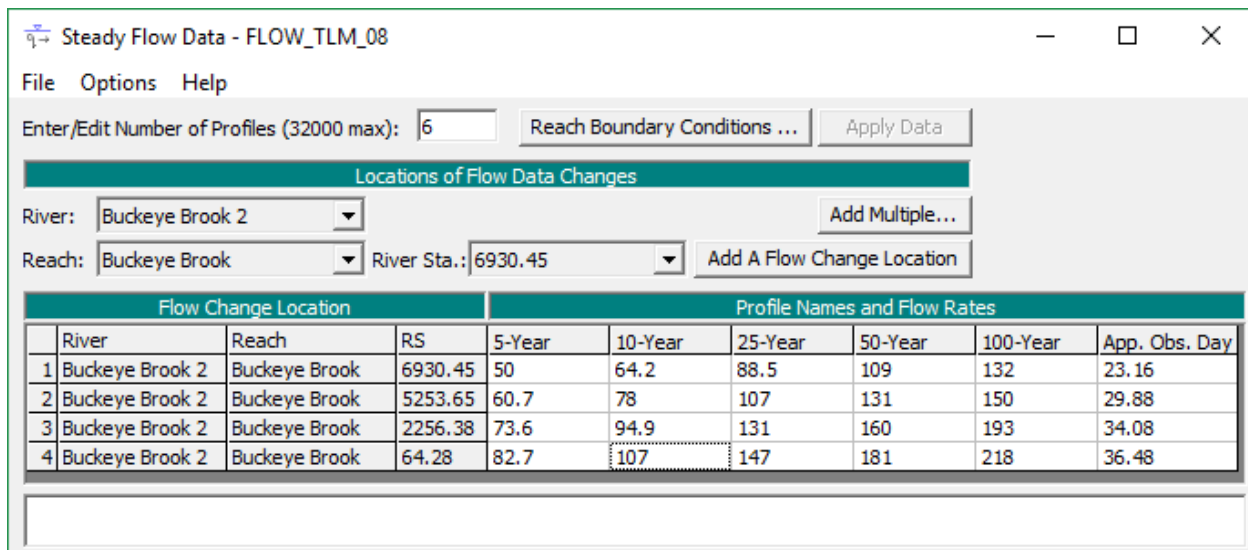 Steady Flow Data - FLOW_TLM_08
File Options Help
Enter/Edit Number of Profiles (32000 max): 6 Reach Boundary Conditions ... Apply Data
Locations of Flow Data Changes
River: Buckeye Brook 2 Add Multiple...
Reach: Buckeye Brook River Sta.: 6930.45 Add A Flow Change Location
Flow Change Location Profile Names and Flow Rates
River Reach RS 5-Year 10-Year 25-Year 50-Year 100-Year App. Obs. Day
1 Buckeye Brook 2 Buckeye Brook 6930.45 50 64.2 88.5 109 132 23.16
2 Buckeye Brook 2 Buckeye Brook 5253.65 60.7 78 107 131 150 29.88
3 Buckeye Brook 2 Buckeye Brook 2256.38 73.6 94.9 131 160 193 34.08
4 Buckeye Brook 2 Buckeye Brook 64.28 82.7 107 147 181 218 36.48